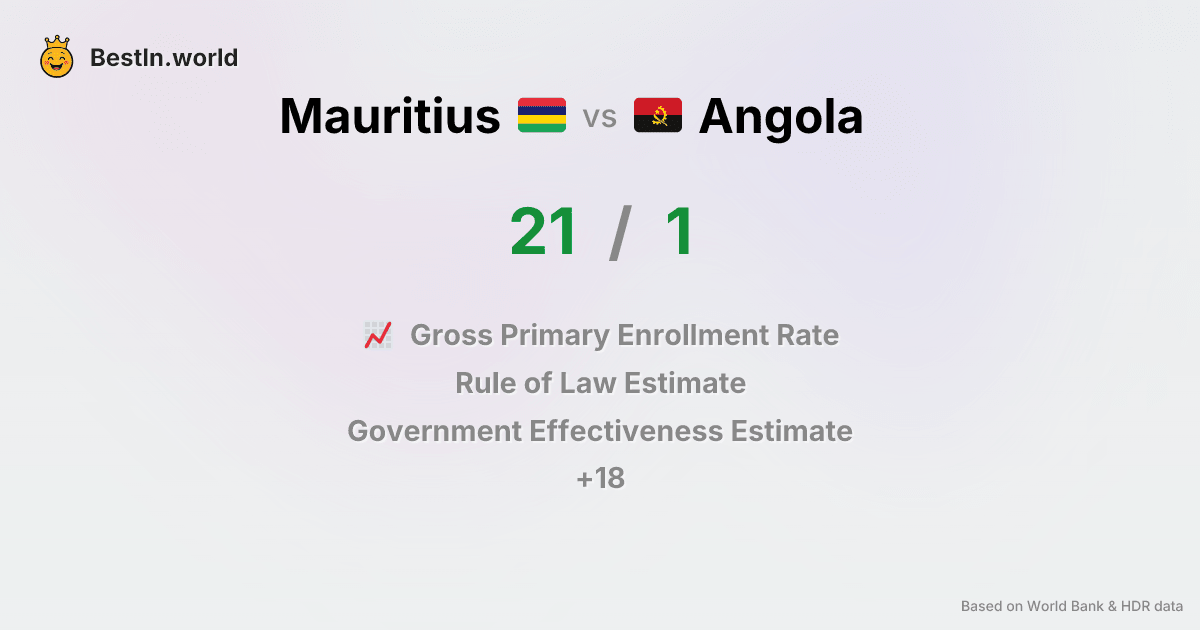 BestIn.world
Mauritius vs Angola
21 / 1
Gross Primary Enrollment Rate
Rule of Law Estimate
Government Effectiveness Estimate
+18
Based on World Bank & HDR data